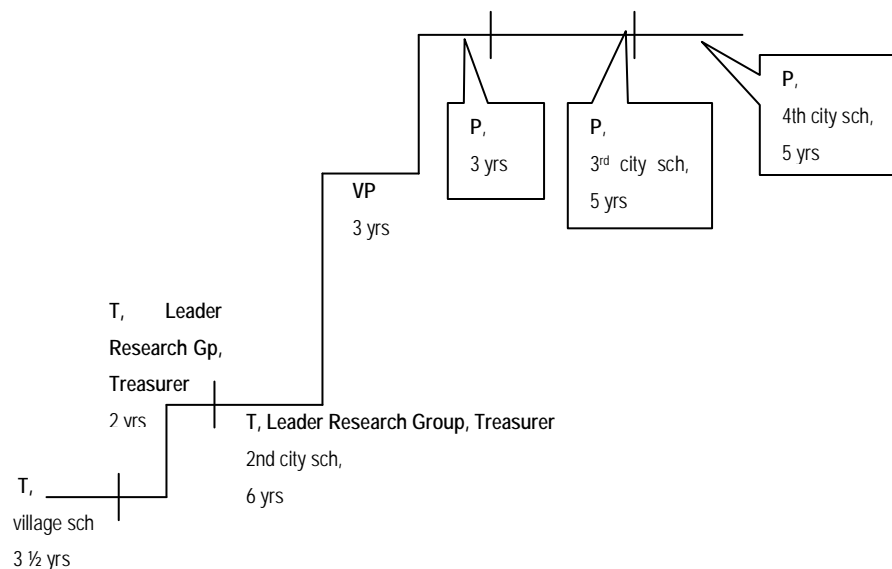 P,
3 yrs
P,
3rd city sch,
5 yrs
P,
4th city sch,
5 yrs
VP
3 yrs
T, Leader
Research Gp,
Treasurer
2 yrs
T, Leader Research Group, Treasurer
2nd city sch,
6 yrs
T,
village sch
3 ½ yrs